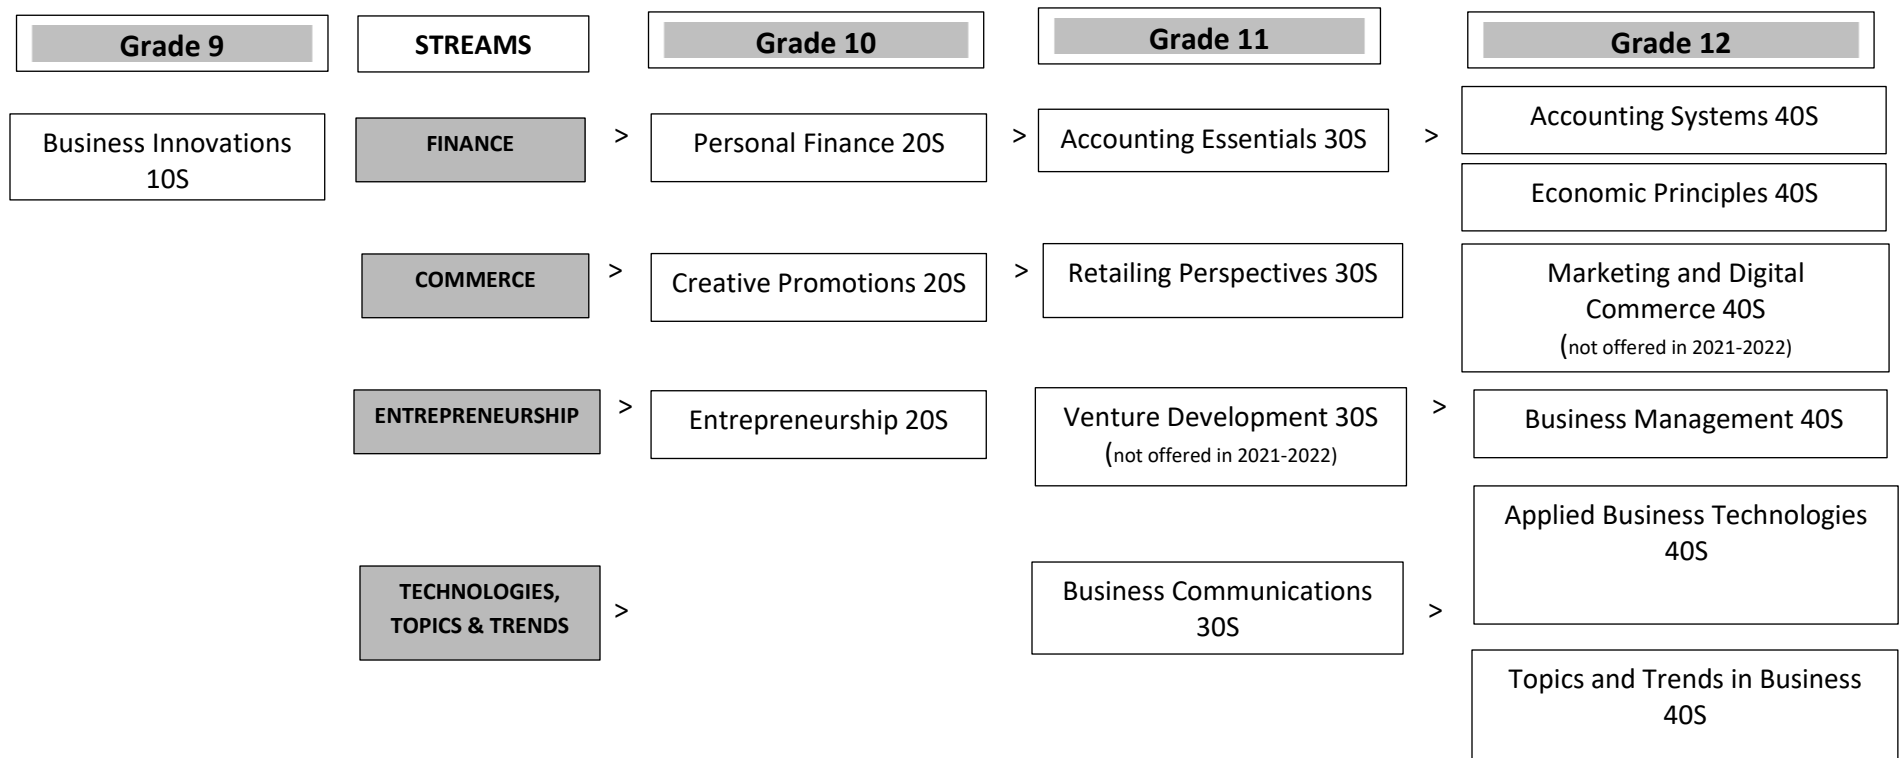 Grade 9
STREAMS
Grade 10
Grade 11
Grade 12
Business Innovations
10S
FINANCE
>
Personal Finance 20S
>
Accounting Essentials 30S
>
Accounting Systems 40S
Economic Principles 40S
COMMERCE
>
Creative Promotions 20S
>
Retailing Perspectives 30S
Marketing and Digital
Commerce 40S
(not offered in 2021-2022)
ENTREPRENEURSHIP
>
Entrepreneurship 20S
Venture Development 30S
(not offered in 2021-2022)
>
Business Management 40S
TECHNOLOGIES,
TOPICS & TRENDS
>
Business Communications
30S
>
Applied Business Technologies
40S
Topics and Trends in Business
40S